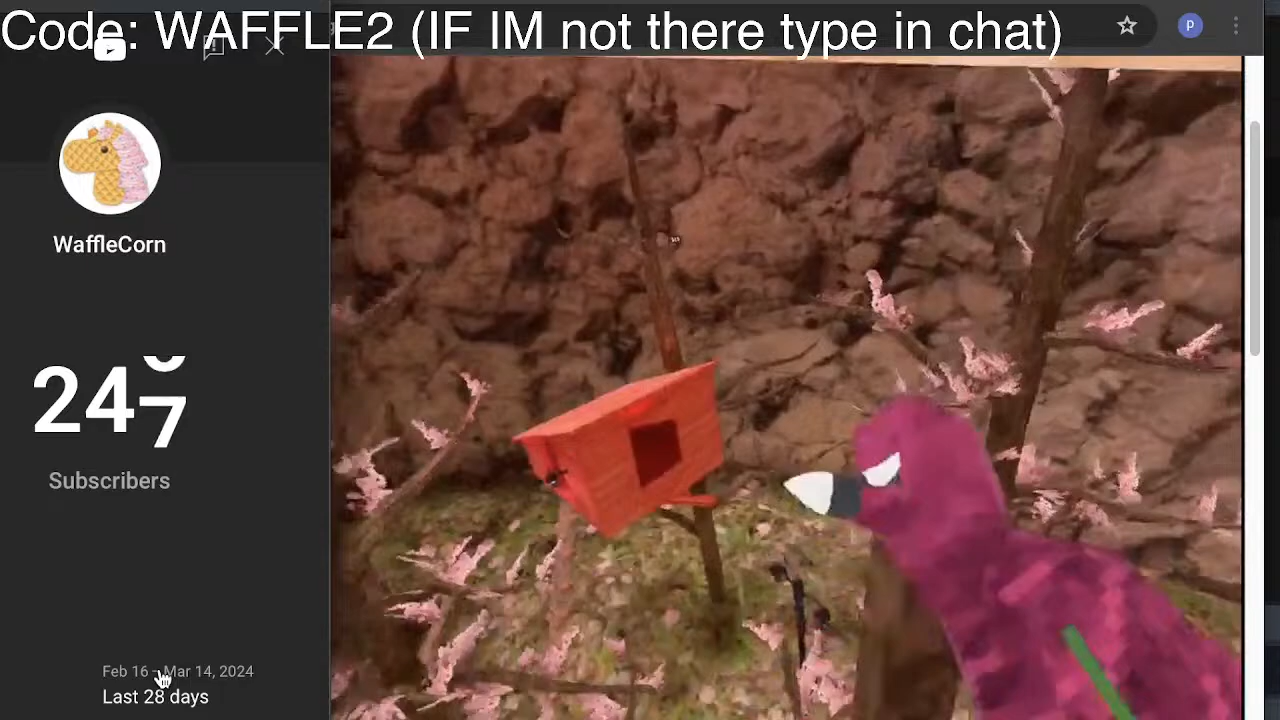 Code: WAFFLE2 (IF IM not there type in chat)
P
WaffleCorn
247
Subscribers
Feb 16 – Mar 14, 2024
Last 28 days